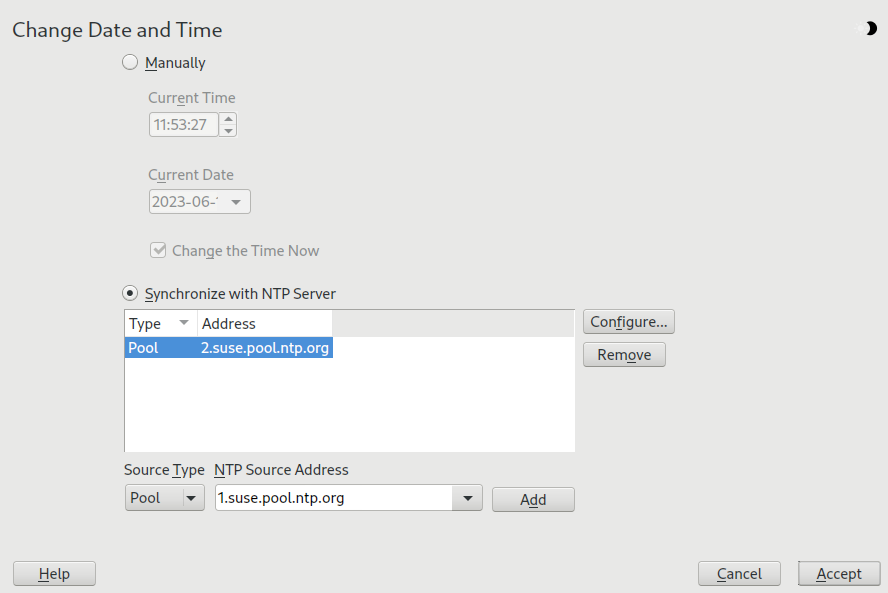 Change Date and Time
Manually
Current Time
11:53:27
Current Date
2023-06-
Change the Time Now
Synchronize with NTP Server
Type Address
Configure...
Pool 2.suse.pool.ntp.org
Remove
Source Type NTP Source Address
Pool 1.suse.pool.ntp.org Add
Help Cancel Accept